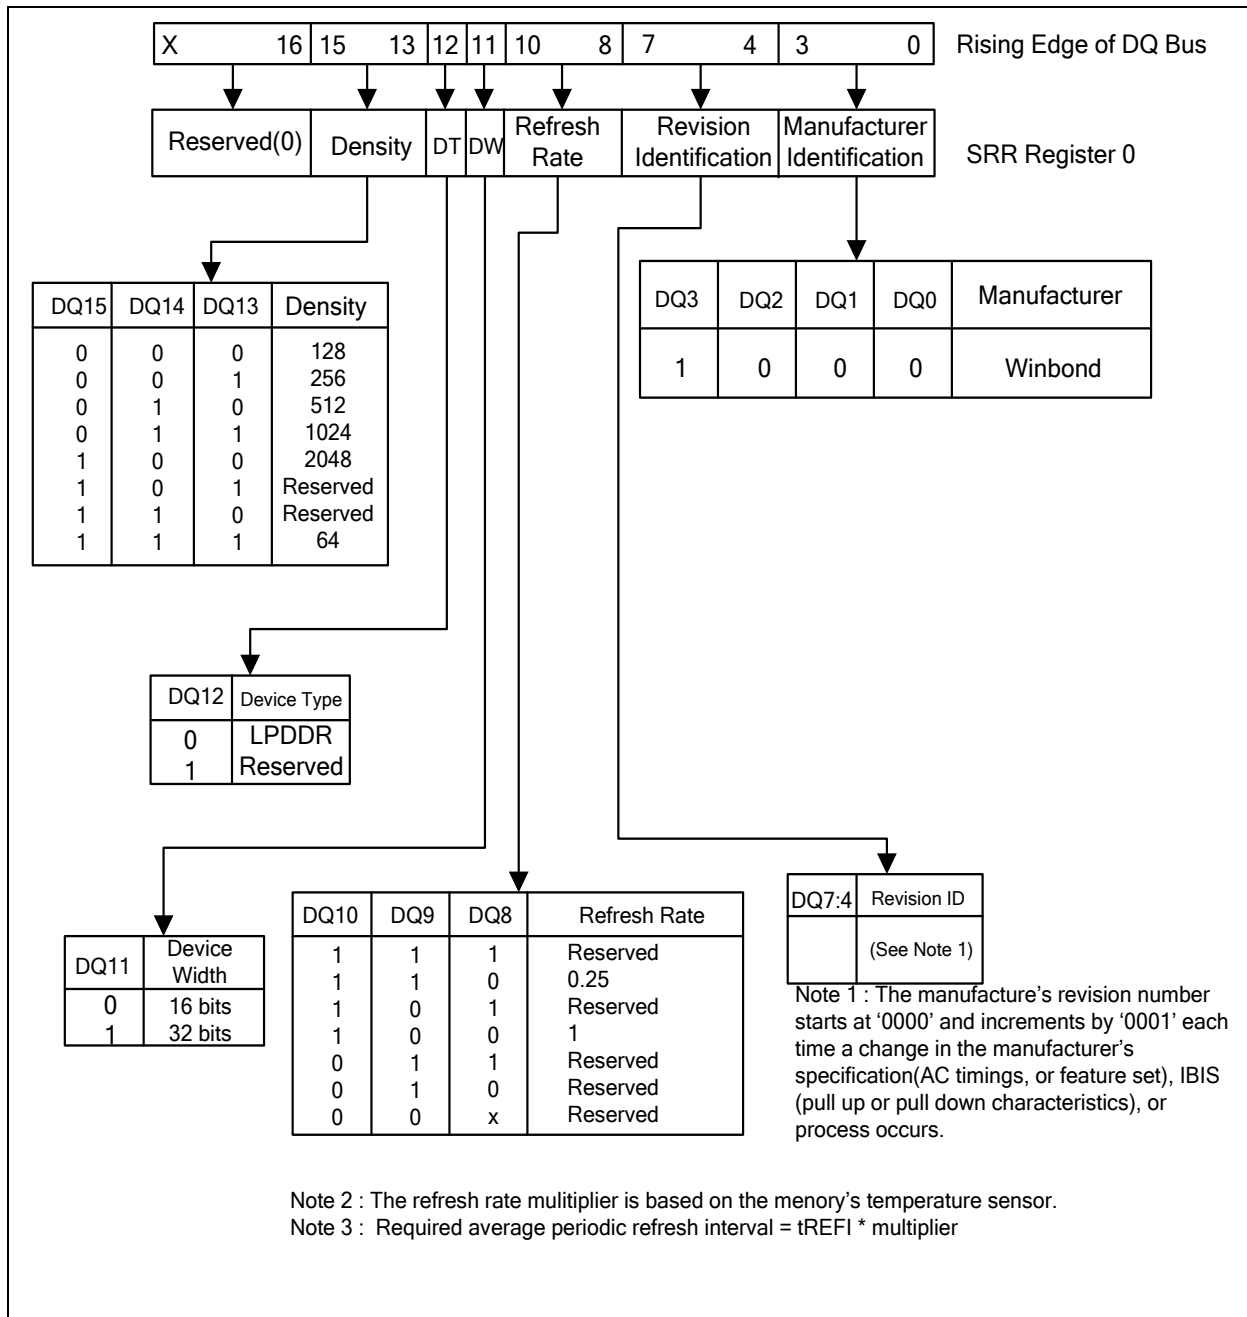 X 16 15 13 12 11 10 8 7 4 3 0 Rising Edge of DQ Bus
Reserved(0) Density DT DW Refresh Rate Revision Identification Manufacturer Identification SRR Register 0
DQ15 DQ14 DQ13 Density
0 0 0 128
0 0 1 256
0 1 0 512
0 1 1 1024
1 0 0 2048
1 0 1 Reserved
1 1 0 Reserved
1 1 1 64
DQ3 DQ2 DQ1 DQ0 Manufacturer
1 0 0 0 Winbond
DQ12 Device Type
0 LPDDR
1 Reserved
DQ11 Device Width
0 16 bits
1 32 bits
DQ10 DQ9 DQ8 Refresh Rate
1 1 1 Reserved
1 1 0 0.25
1 0 1 Reserved
1 0 0 1
0 1 1 Reserved
0 1 0 Reserved
0 0 x Reserved
DQ7:4 Revision ID
(See Note 1)
Note 1 : The manufacture's revision number
starts at ‘0000’ and increments by ‘0001’ each
time a change in the manufacturer's
specification(AC timings, or feature set), IBIS
(pull up or pull down characteristics), or
process occurs.
Note 2 : The refresh rate mulitiplier is based on the menory's temperature sensor.
Note 3 : Required average periodic refresh interval = tREFI * multiplier